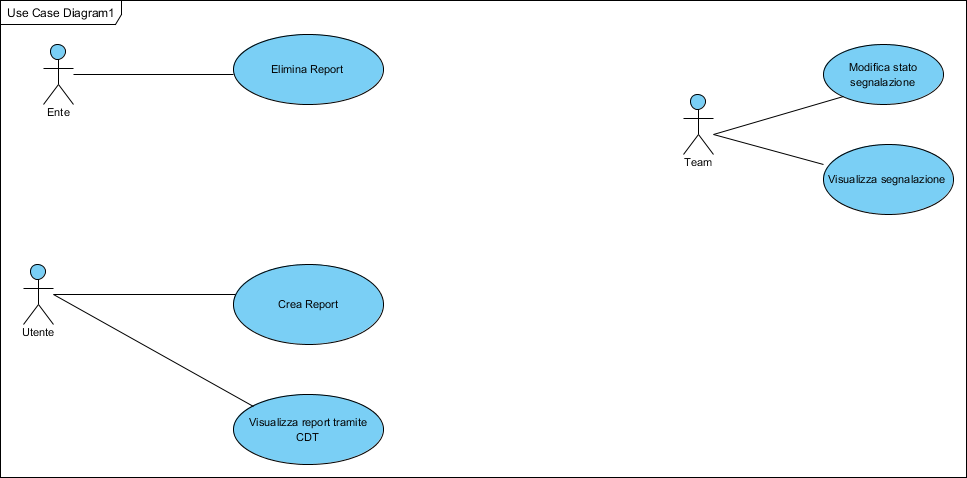 Use Case Diagram1
Ente
Elimina Report
Modifica stato
segnalazione
Team
Visualizza segnalazione
Utente
Crea Report
Visualizza report tramite
CDT